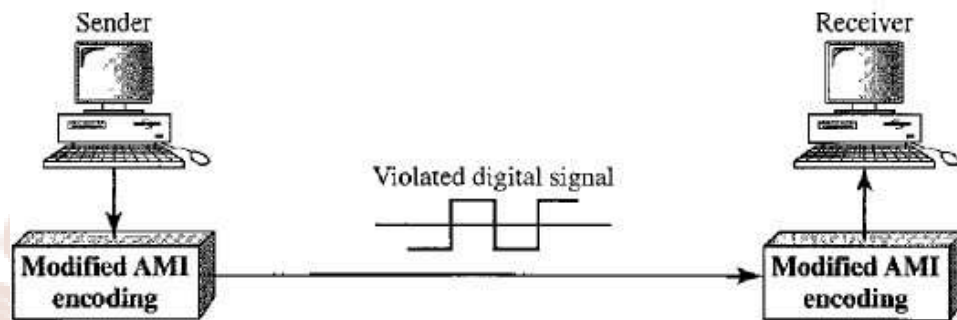 Sender
Receiver
Violated digital signal
Modified AMI
encoding
Modified AMI
encoding